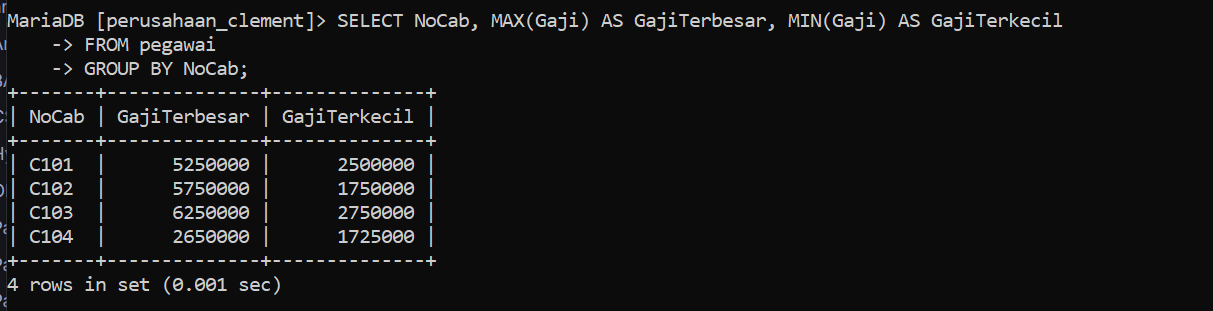 MariaDB [perusahaan_clement]> SELECT NoCab, MAX(Gaji) AS GajiTerbesar, MIN(Gaji) AS GajiTerkecil
    -> FROM pegawai
    -> GROUP BY NoCab;
+-------+--------------+--------------+
| NoCab | GajiTerbesar | GajiTerkecil |
+-------+--------------+--------------+
| C101  |      5250000 |      2500000 |
| C102  |      5750000 |      1750000 |
| C103  |      6250000 |      2750000 |
| C104  |      2650000 |      1725000 |
+-------+--------------+--------------+
4 rows in set (0.001 sec)